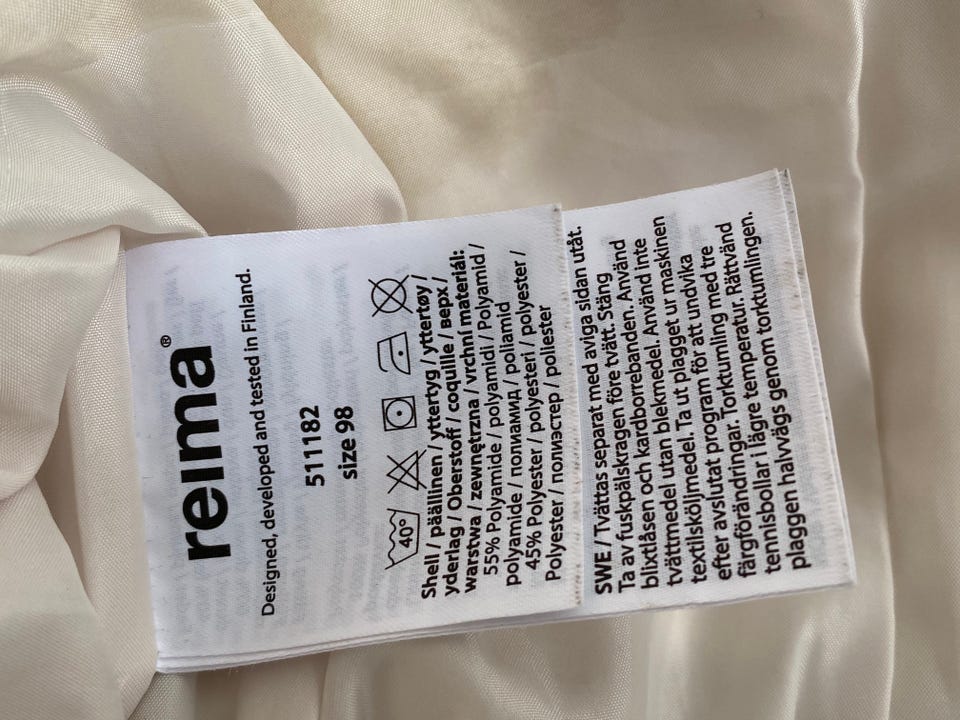 reima®
Designed, developed and tested in Finland.
511182
size 98
40°
Shell / päällinen / yttertyg / yttertøy /
yderlag / Oberstoff / coquille / верх /
warstwa / zewnętrzna / vrchní materiál:
55% Polyamide / polyamidi / Polyamid /
polyamide / полиамид / poliamid
45% Polyester / polyesteri / polyester /
Polyester / полиэстер / poliester
SWE / Tvättas separat med aviga sidan utåt.
Ta av fuskpälskragen före tvätt. Stäng
blixtlåsen och kardborrebanden. Använd
tvättmedel utan blekmedel. Använd inte
textilsköljmedel. Ta ut plagget ur maskinen
efter avslutat program för att undvika
färgförändringar. Torktumling med tre
tennisbollar i lägre temperatur. Rättvänd
plaggen halvvägs genom torktumlingen.